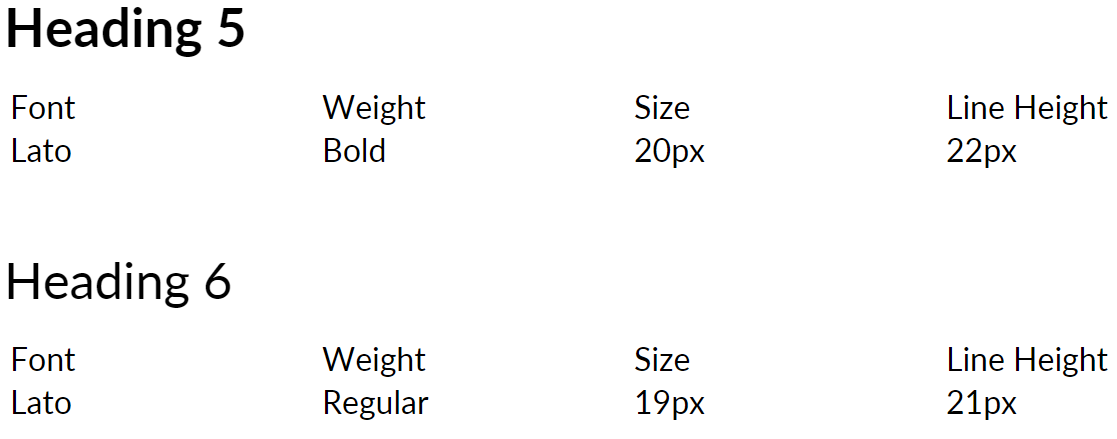 Heading 5
Font Weight Size Line Height
Lato Bold 20px 22px
Heading 6
Font Weight Size Line Height
Lato Regular 19px 21px